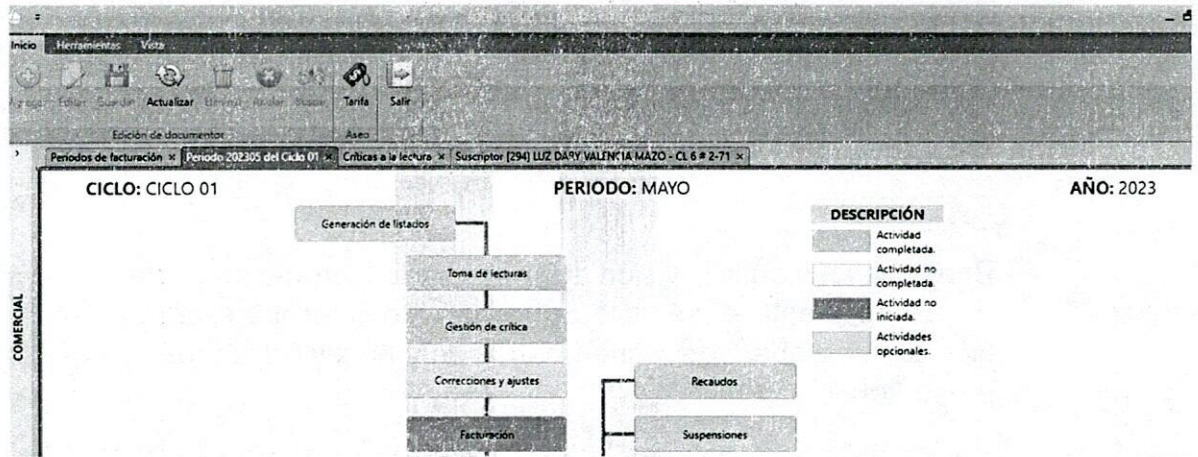 Inicio Herramientas Vista
Editar Guardar Actualizar Eliminar Anular Buscar Tarifa Salir
Edición de documentos Aseo
Periodos de facturación × Periodo 202305 del Ciclo 01 × Críticas a la lectura × Suscriptor [294] LUZ DARY VALENCIA MAZO - CL 6 # 2-71 ×
CICLO: CICLO 01 PERIODO: MAYO AÑO: 2023
Generación de listados
Toma de lecturas
Gestión de crítica
Correcciones y ajustes
Facturación
Recaudos
Suspensiones
DESCRIPCIÓN
Actividad
completada.
Actividad no
completada.
Actividad no
iniciada.
Actividades
opcionales.
COMERCIAL